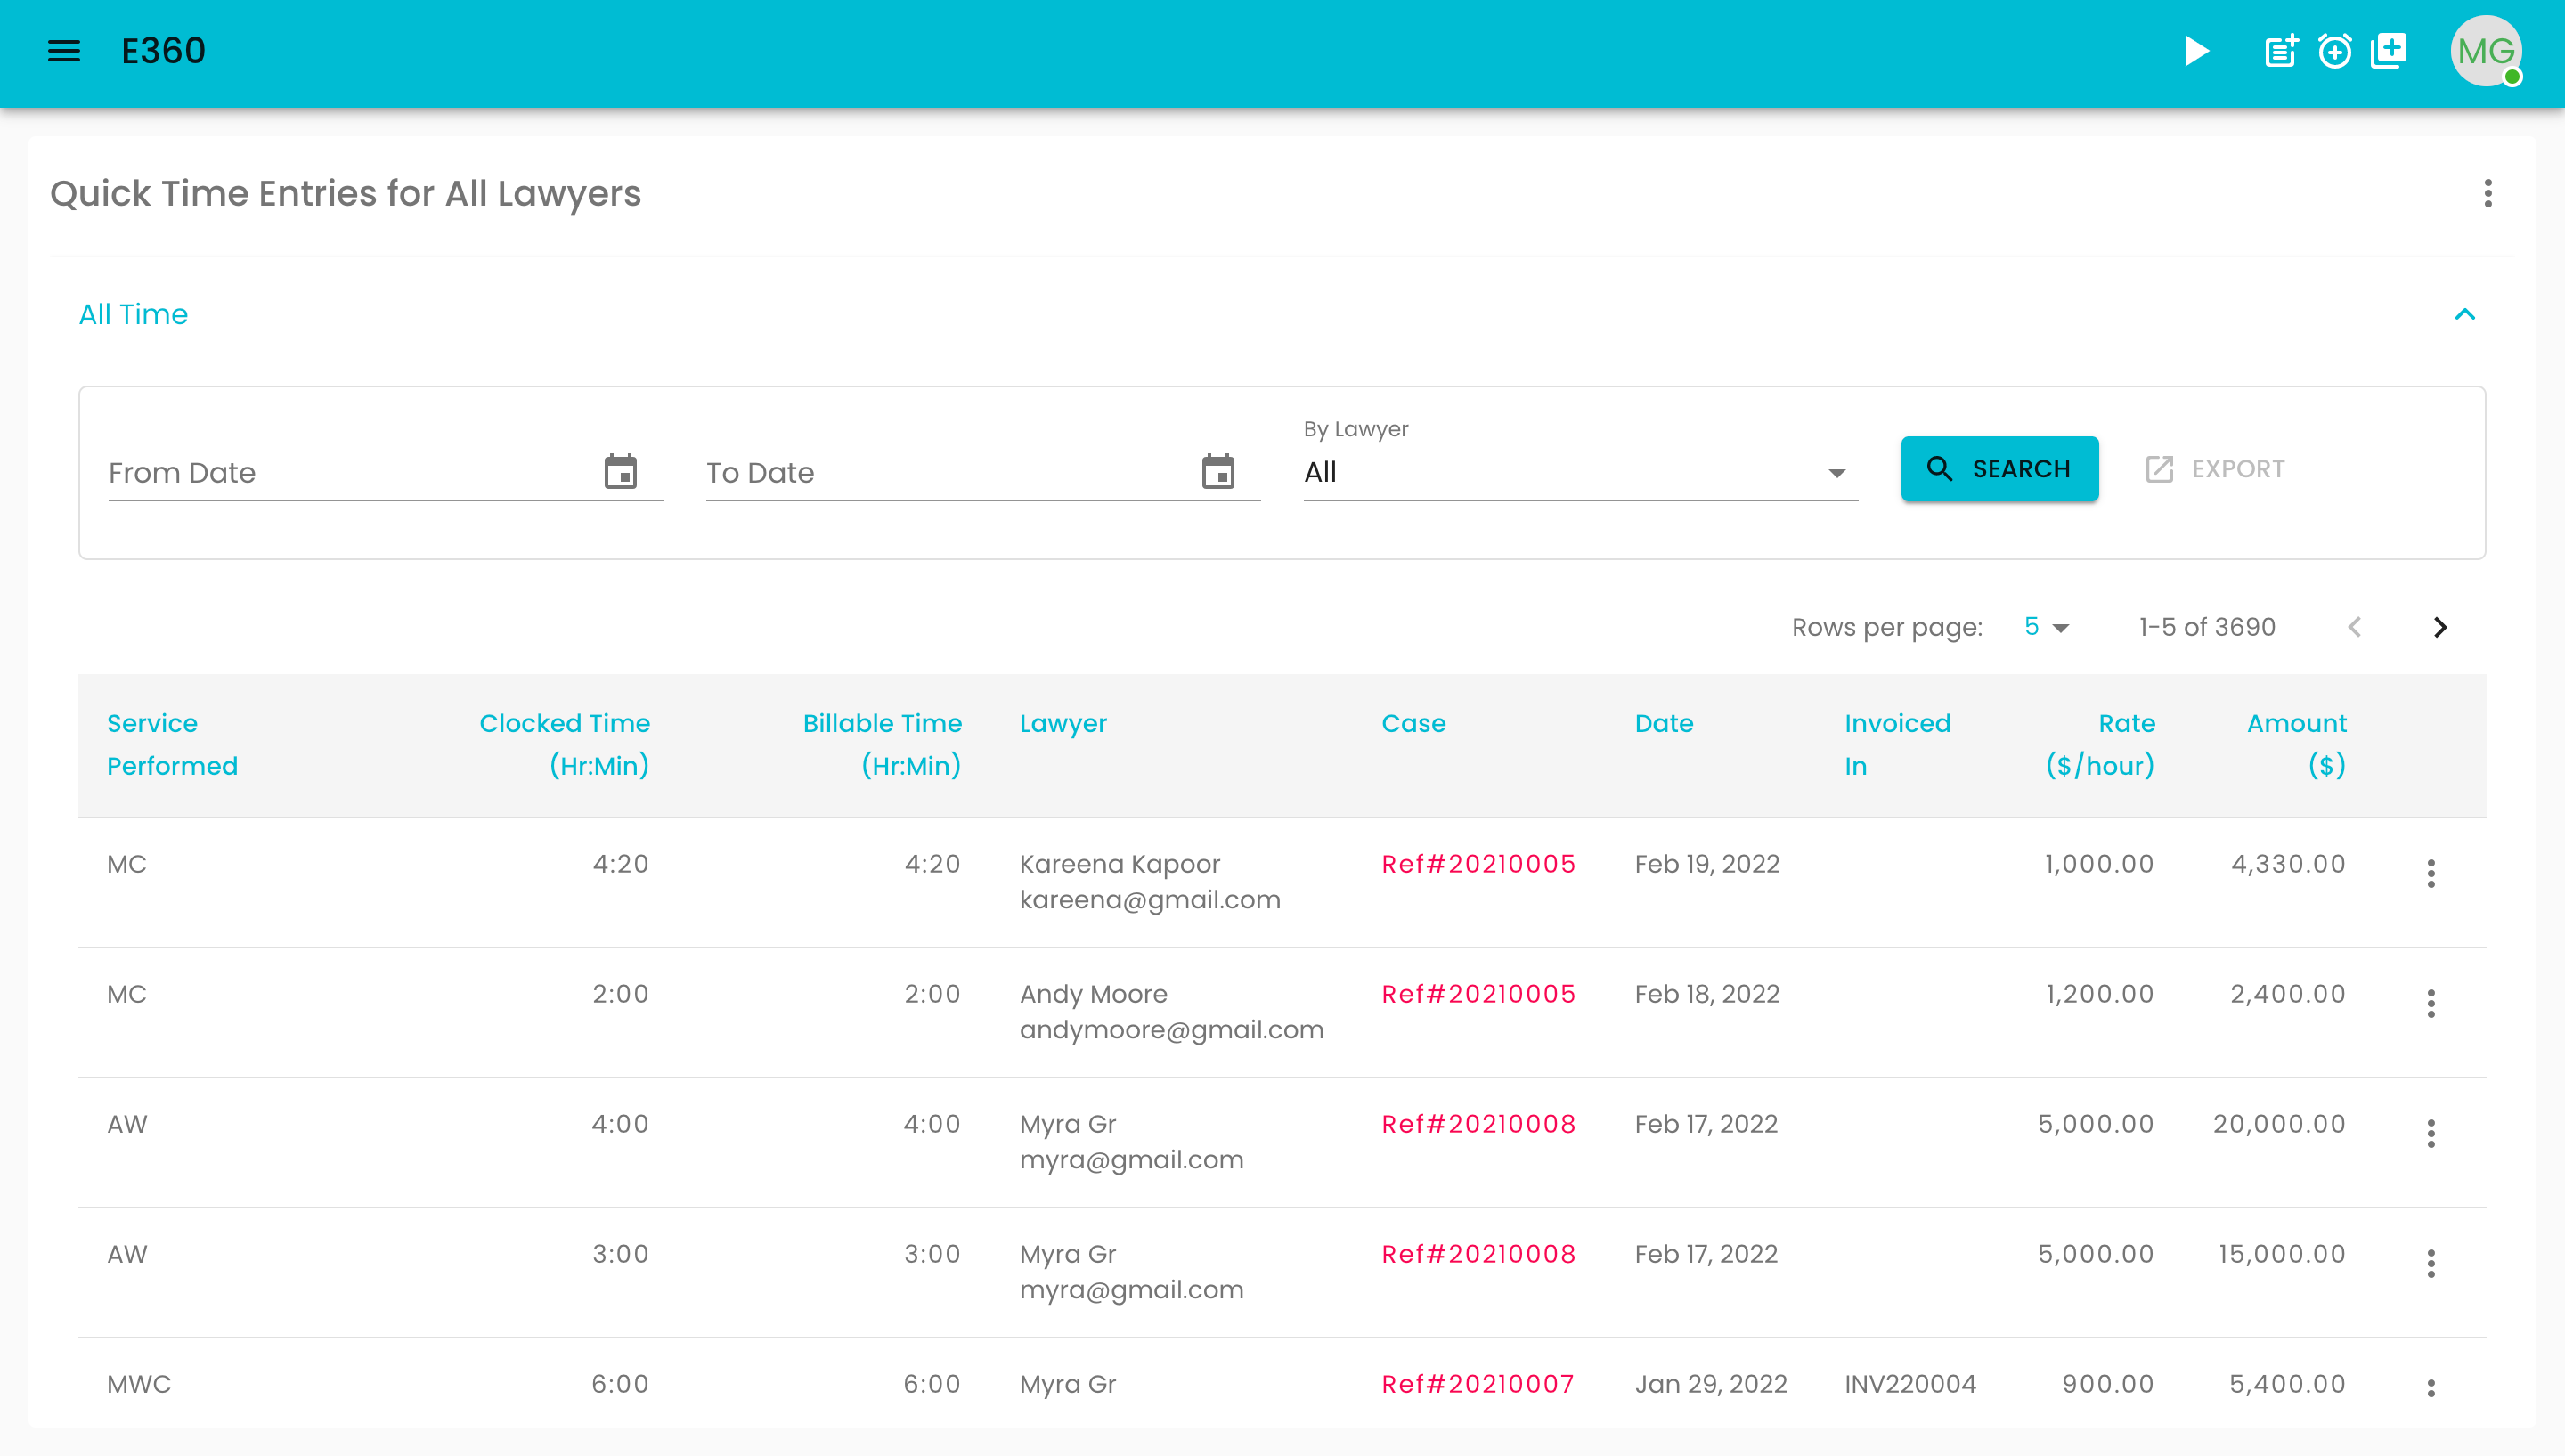 E360
MG
Quick Time Entries for All Lawyers
All Time
By Lawyer
From Date To Date All SEARCH EXPORT
Rows per page: 5 1-5 of 3690
Service Performed Clocked Time (Hr:Min) Billable Time (Hr:Min) Lawyer Case Date Invoiced In Rate ($/hour) Amount ($)
MC 4:20 4:20 Kareena Kapoor Ref#20210005 Feb 19, 2022 1,000.00 4,330.00
kareena@gmail.com
MC 2:00 2:00 Andy Moore Ref#20210005 Feb 18, 2022 1,200.00 2,400.00
andymoore@gmail.com
AW 4:00 4:00 Myra Gr Ref#20210008 Feb 17, 2022 5,000.00 20,000.00
myra@gmail.com
AW 3:00 3:00 Myra Gr Ref#20210008 Feb 17, 2022 5,000.00 15,000.00
myra@gmail.com
MWC 6:00 6:00 Myra Gr Ref#20210007 Jan 29, 2022 INV220004 900.00 5,400.00